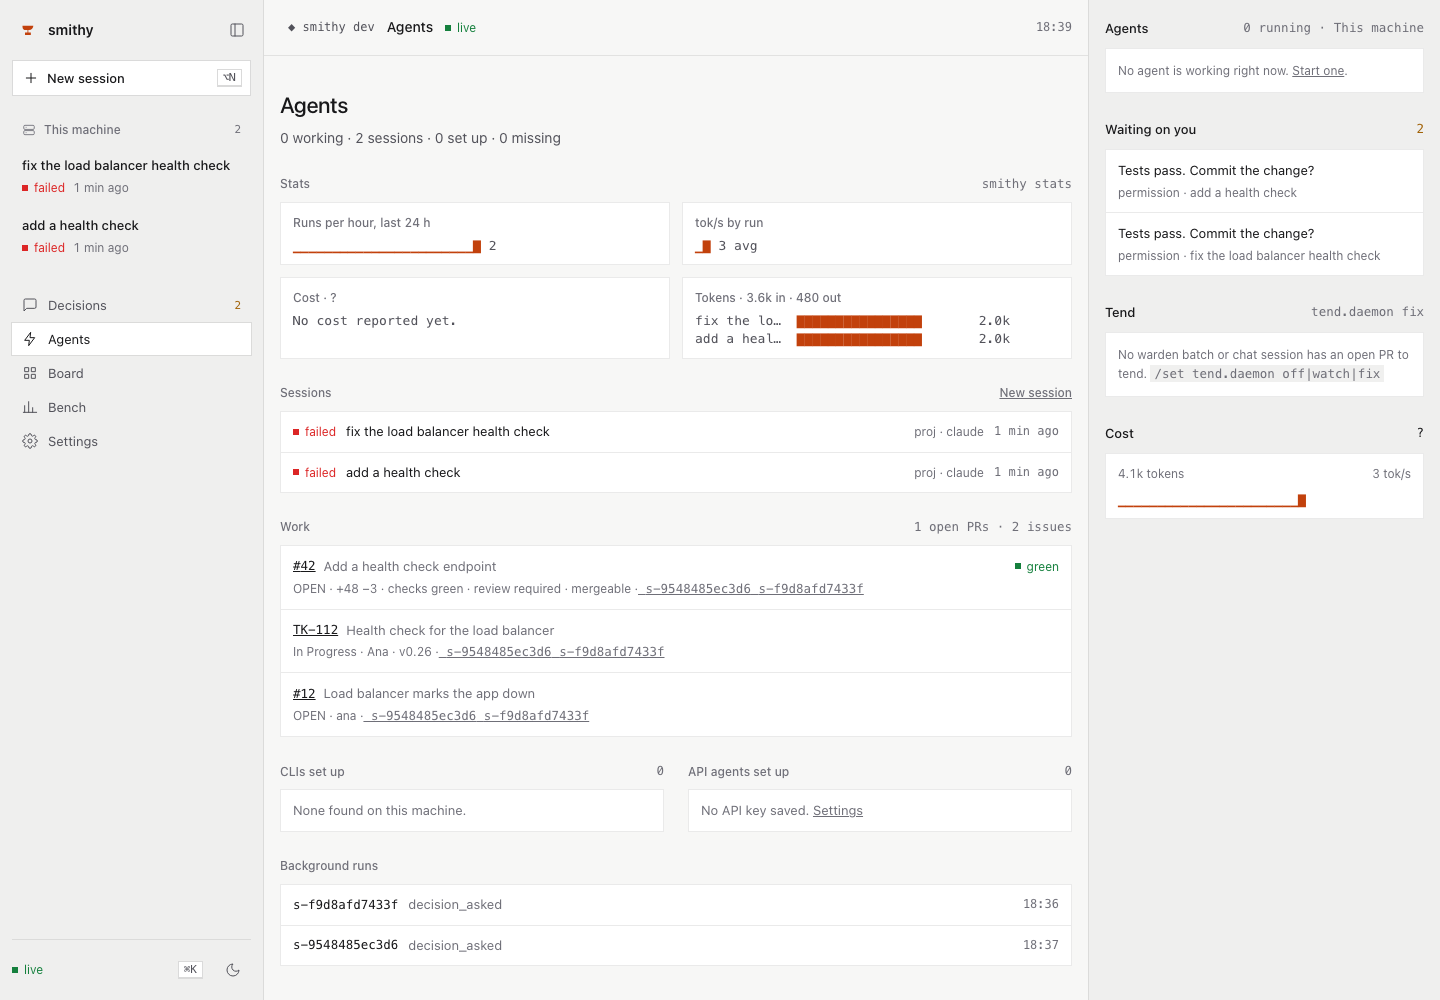 smithy
New session ⌥N
This machine 2
fix the load balancer health check
failed 1 min ago
add a health check
failed 1 min ago
Decisions 2
Agents
Board
Bench
Settings
live ⌘K
◆ smithy dev Agents live 18:39
Agents
0 working · 2 sessions · 0 set up · 0 missing
Stats smithy stats
Runs per hour, last 24 h
2
tok/s by run
3 avg
Cost · ?
No cost reported yet.
Tokens · 3.6k in · 480 out
fix the lo… 2.0k
add a heal… 2.0k
Sessions New session
failed fix the load balancer health check proj · claude 1 min ago
failed add a health check proj · claude 1 min ago
Work 1 open PRs · 2 issues
#42 Add a health check endpoint green
OPEN · +48 −3 · checks green · review required · mergeable · s-9548485ec3d6 s-f9d8afd7433f
TK-112 Health check for the load balancer
In Progress · Ana · v0.26 · s-9548485ec3d6 s-f9d8afd7433f
#12 Load balancer marks the app down
OPEN · ana · s-9548485ec3d6 s-f9d8afd7433f
CLIs set up 0
None found on this machine.
API agents set up 0
No API key saved. Settings
Background runs
s-f9d8afd7433f decision_asked 18:36
s-9548485ec3d6 decision_asked 18:37
Agents 0 running · This machine
No agent is working right now. Start one.
Waiting on you 2
Tests pass. Commit the change?
permission · add a health check
Tests pass. Commit the change?
permission · fix the load balancer health check
Tend tend.daemon fix
No warden batch or chat session has an open PR to
tend. /set tend.daemon off|watch|fix
Cost ?
4.1k tokens 3 tok/s